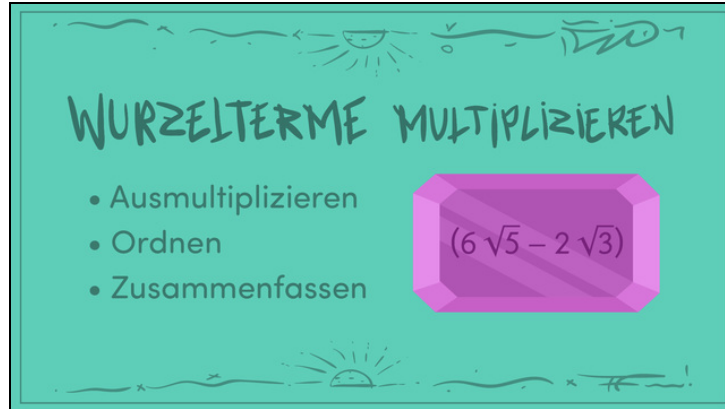 WURZELTERME MULTIPLIZIEREN
• Ausmultiplizieren
• Ordnen
• Zusammenfassen
(6 √5 – 2 √3)